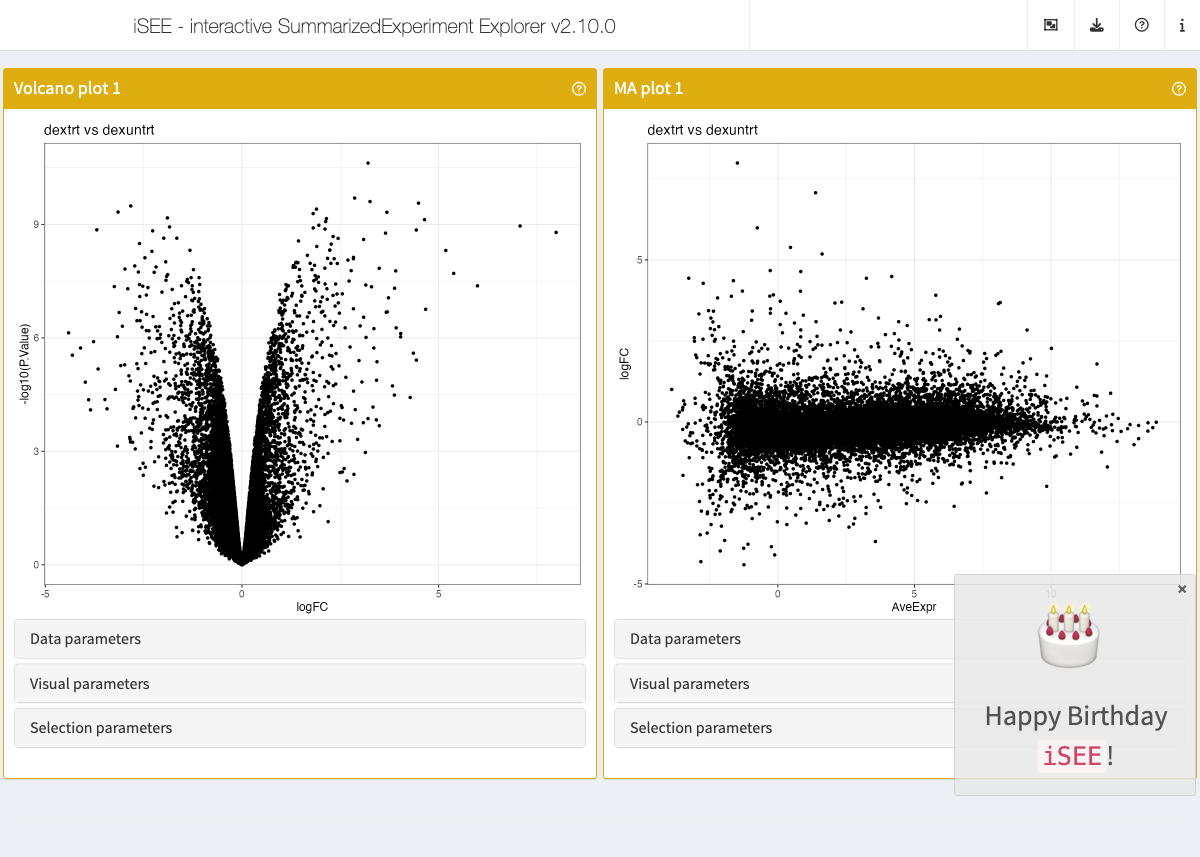 iSEE - interactive SummarizedExperiment Explorer v2.10.0
Volcano plot 1
dextrt vs dexuntrt
-log10(P.Value)
9
6
3
0
-5
0
5
logFC
Data parameters
Visual parameters
Selection parameters
MA plot 1
dextrt vs dexuntrt
logFC
5
0
-5
0
5
10
AveExpr
Data parameters
Visual parameters
Selection parameters
Happy Birthday
iSEE!